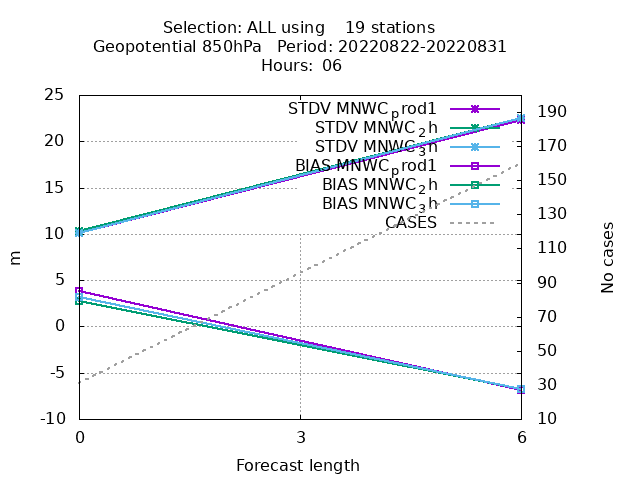 Selection: ALL using 19 stations
Geopotential 850hPa Period: 20220822-20220831
Hours: 06
25
20
15
10
5
0
-5
-10
m
STDV MNWC_prod1
STDV MNWC_2h
STDV MNWC_3h
BIAS MNWC_prod1
BIAS MNWC_2h
BIAS MNWC_3h
CASES
190
170
150
130
110
90
70
50
30
10
No cases
0 3 6
Forecast length